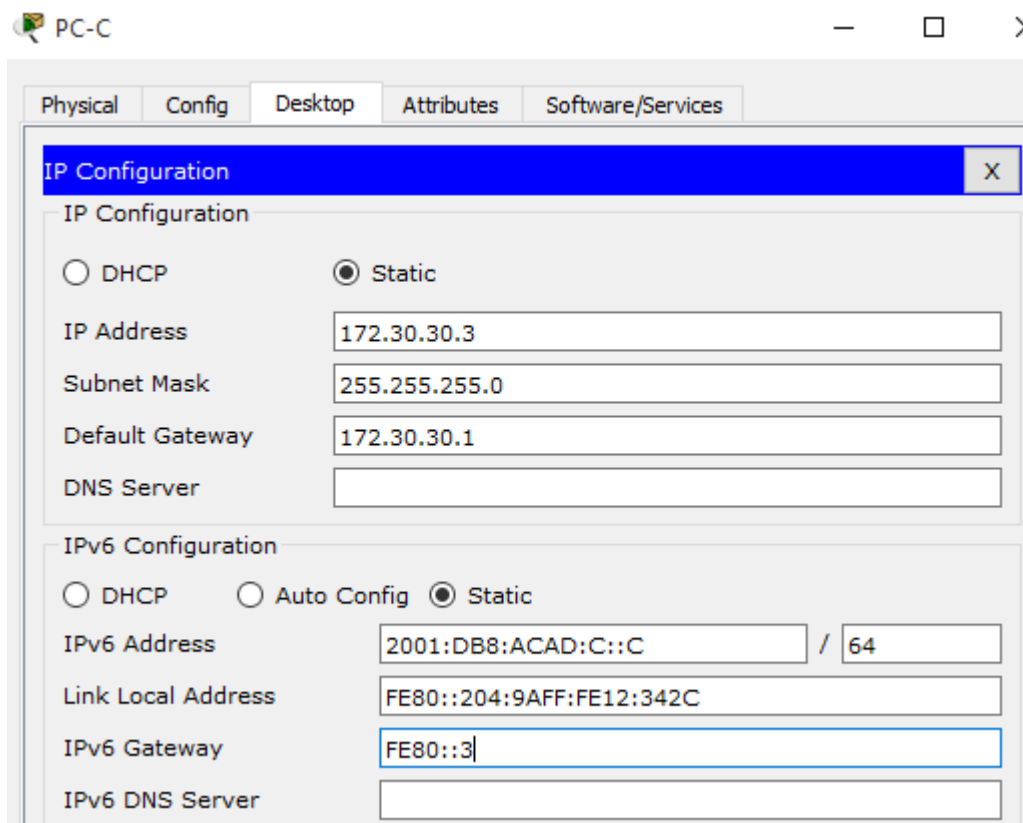 PC-C
Physical Config Desktop Attributes Software/Services
IP Configuration X
IP Configuration
DHCP Static
IP Address 172.30.30.3
Subnet Mask 255.255.255.0
Default Gateway 172.30.30.1
DNS Server
IPv6 Configuration
DHCP Auto Config Static
IPv6 Address 2001:DB8:ACAD:C::C / 64
Link Local Address FE80::204:9AFF:FE12:342C
IPv6 Gateway FE80::3
IPv6 DNS Server